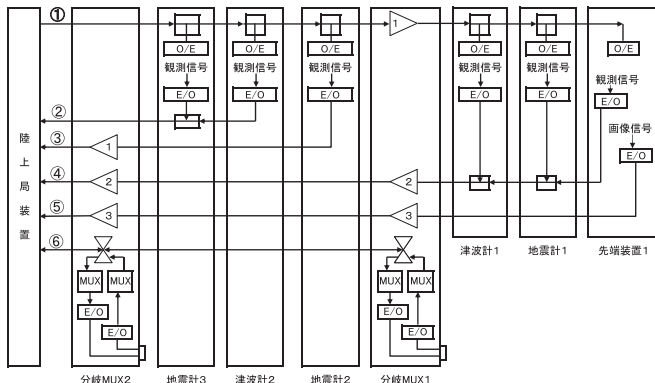 ①
1
O/E
O/E
O/E
O/E
O/E
O/E
観測信号
観測信号
観測信号
観測信号
観測信号
観測信号
E/O
E/O
E/O
E/O
E/O
E/O
画像信号
E/O
②
③
1
④
2
2
⑤
3
3
⑥
陸上局装置
MUX
MUX
MUX
MUX
E/O
E/O
E/O
E/O
津波計1
地震計1
先端装置1
分岐MUX2
地震計3
津波計2
地震計2
分岐MUX1